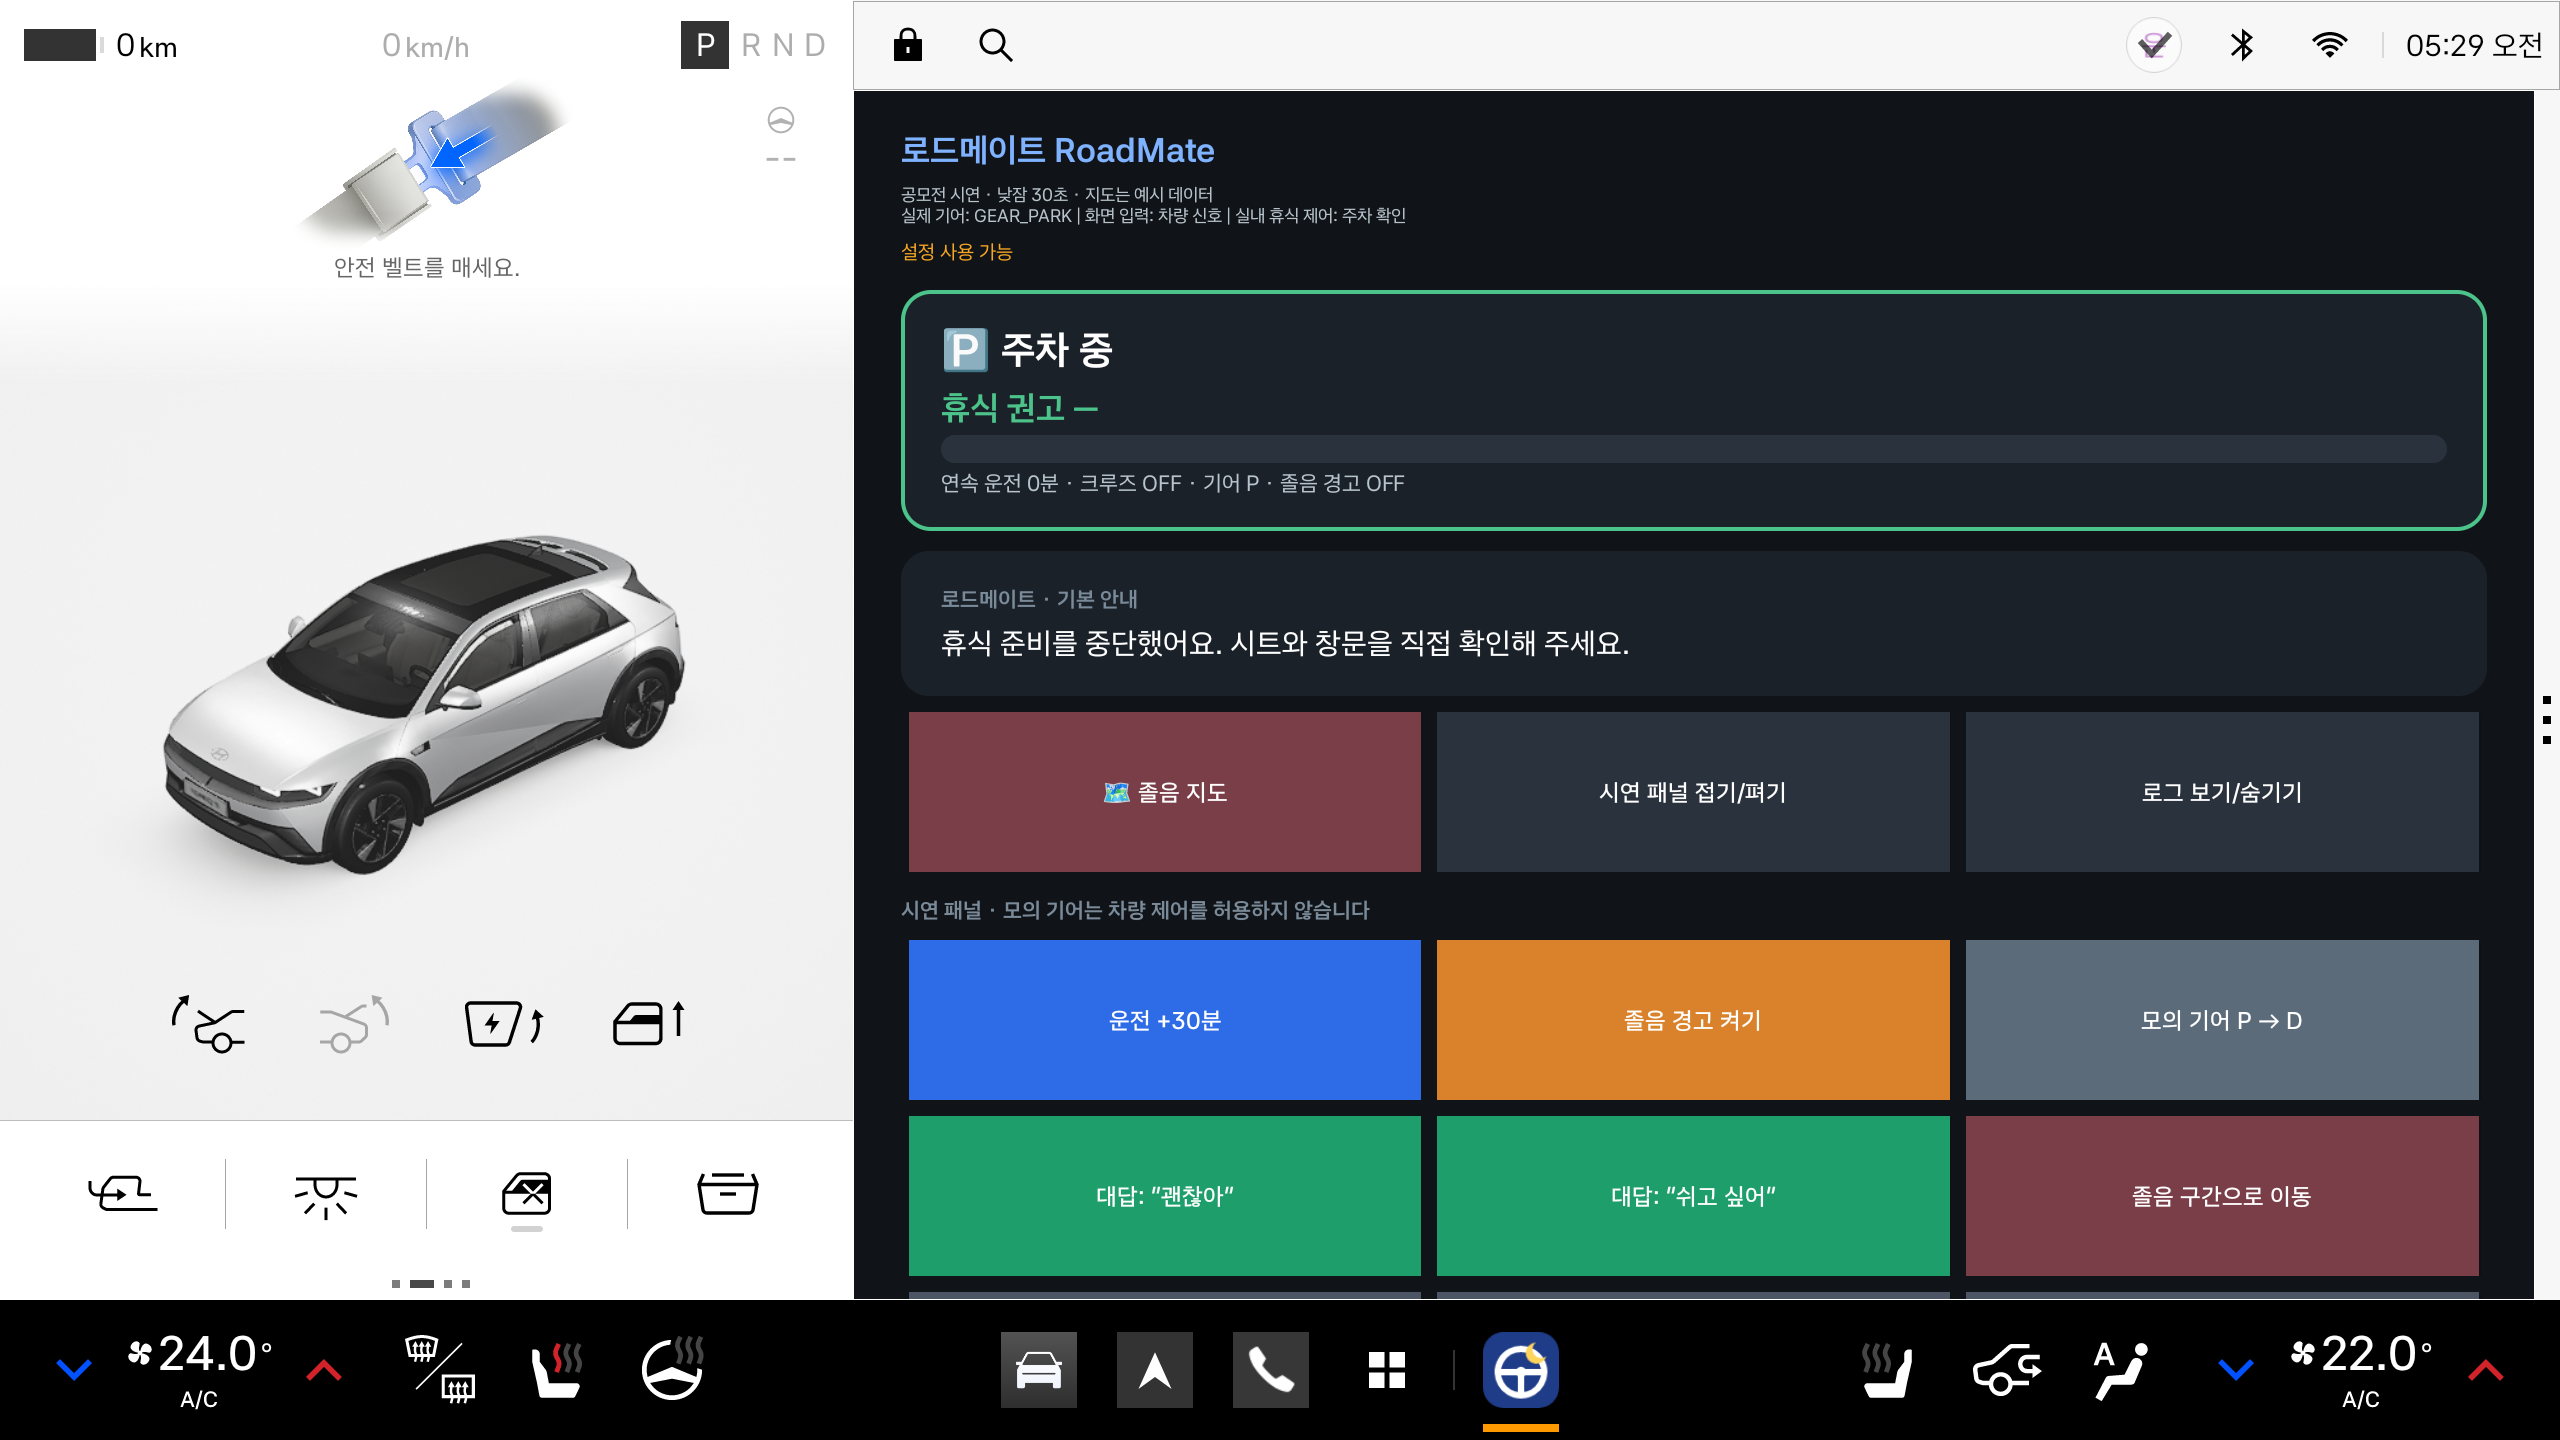 0 km
0 km/h
P R N D
05:29 오전
안전 벨트를 매세요.
로드메이트 RoadMate
공모전 시연 · 낮잠 30초 · 지도는 예시 데이터
실제 기어: GEAR_PARK | 화면 입력: 차량 신호 | 실내 휴식 제어: 주차 확인
설정 사용 가능
🅿️ 주차 중
휴식 권고 —
연속 운전 0분 · 크루즈 OFF · 기어 P · 졸음 경고 OFF
로드메이트 · 기본 안내
휴식 준비를 중단했어요. 시트와 창문을 직접 확인해 주세요.
🗺️ 졸음 지도
시연 패널 접기/펴기
로그 보기/숨기기
시연 패널 · 모의 기어는 차량 제어를 허용하지 않습니다
운전 +30분
졸음 경고 켜기
모의 기어 P → D
대답: "괜찮아"
대답: "쉬고 싶어"
졸음 구간으로 이동
24.0°
A/C
A
22.0°
A/C